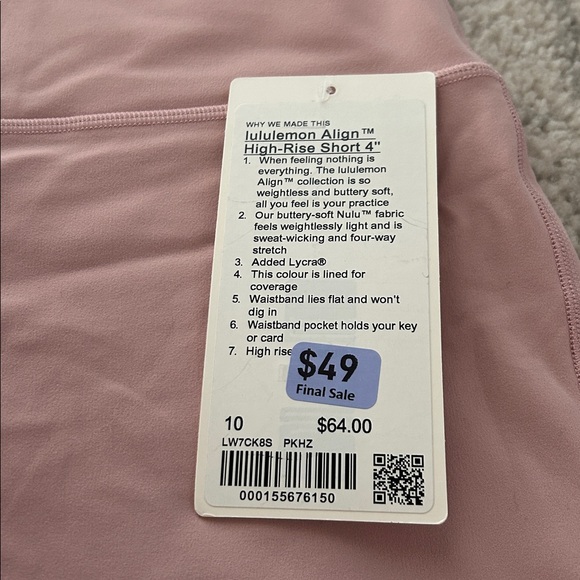 WHY WE MADE THIS
lululemon Align™
High-Rise Short 4"
1. When feeling nothing is
everything. The lululemon
Align™ collection is so
weightless and buttery soft,
all you feel is your practice
2. Our buttery-soft Nulu™ fabric
feels weightlessly light and is
sweat-wicking and four-way
stretch
3. Added Lycra®
4. This colour is lined for
coverage
5. Waistband lies flat and won't
dig in
6. Waistband pocket holds your key
or card
7. High rise
$49
Final Sale
10 $64.00
LW7CK8S PKHZ
000155676150